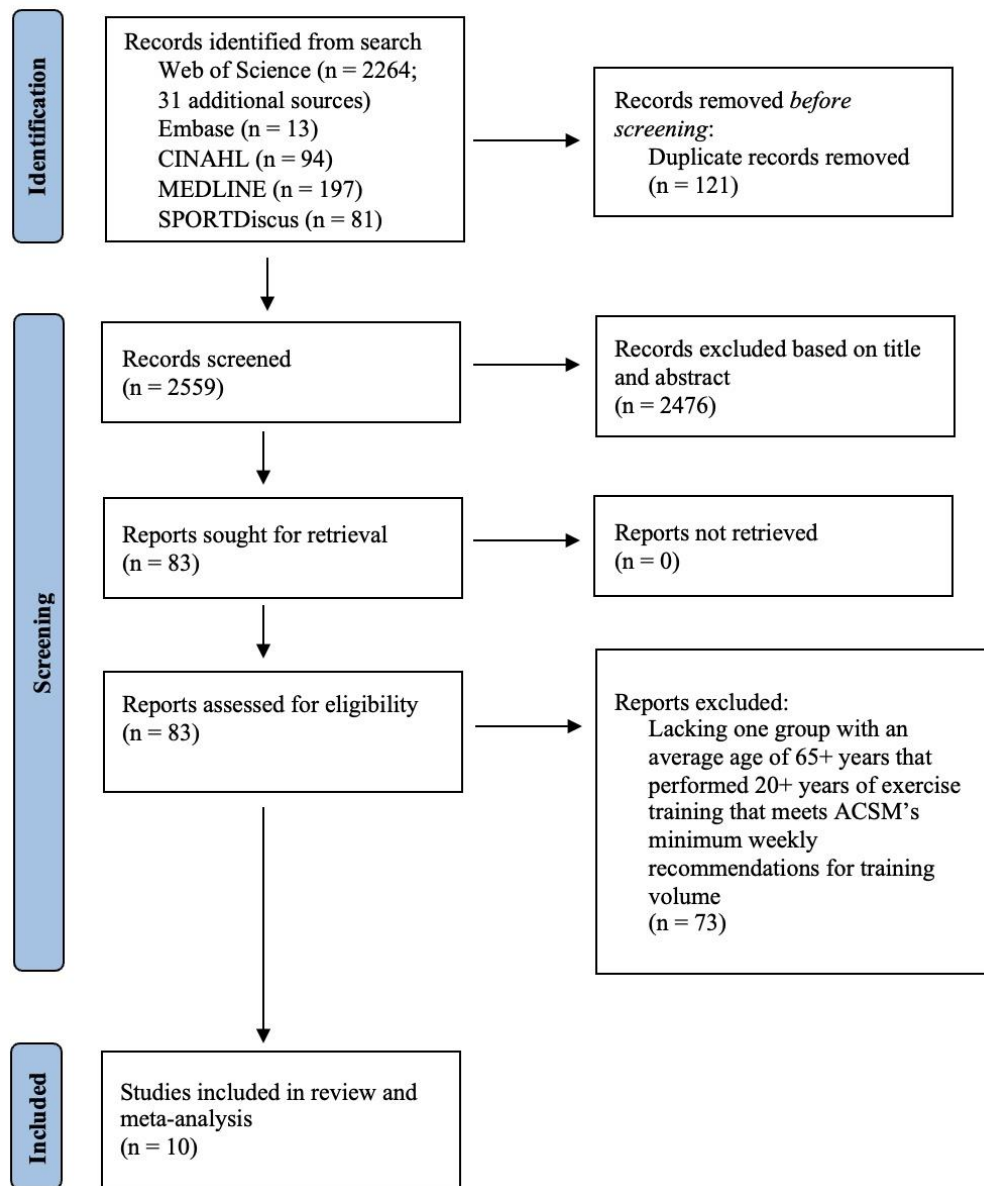 Identification
Records identified from search
Web of Science (n = 2264;
31 additional sources)
Embase (n = 13)
CINAHL (n = 94)
MEDLINE (n = 197)
SPORTDiscus (n = 81)
Records removed before
screening:
Duplicate records removed
(n = 121)
Screening
Records screened
(n = 2559)
Records excluded based on title
and abstract
(n = 2476)
Reports sought for retrieval
(n = 83)
Reports not retrieved
(n = 0)
Reports assessed for eligibility
(n = 83)
Reports excluded:
Lacking one group with an
average age of 65+ years that
performed 20+ years of exercise
training that meets ACSM’s
minimum weekly
recommendations for training
volume
(n = 73)
Included
Studies included in review and
meta-analysis
(n = 10)